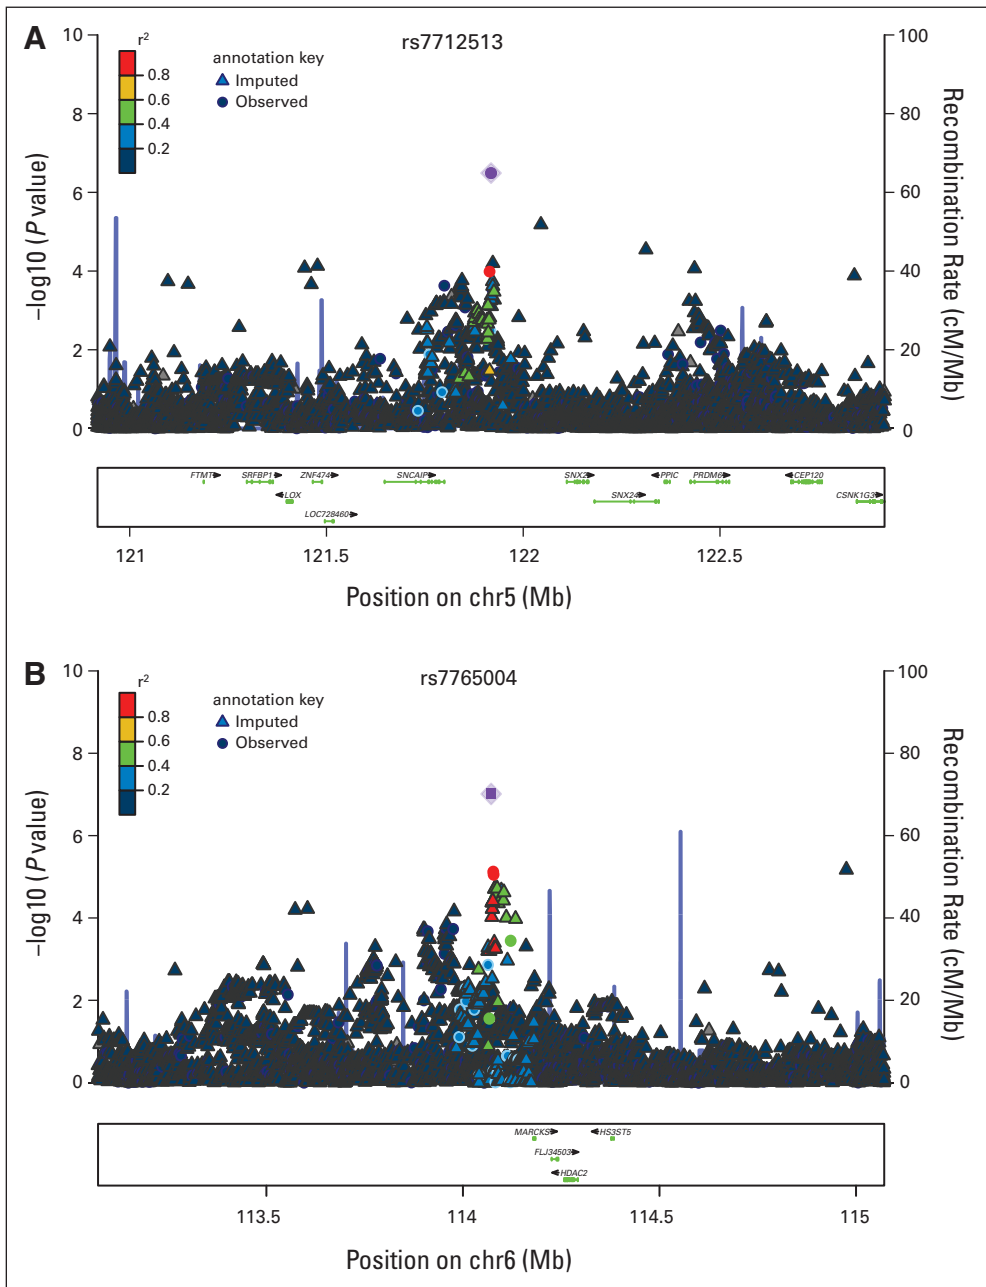 A
rs7712513
r2
0.8
0.6
0.4
0.2
annotation key
Imputed
Observed
10
8
6
4
2
0
–log10 (P value)
100
80
60
40
20
0
Recombination Rate (cM/Mb)
FTMT
SRFBP1
ZNF474
SNCAIP
SNX2
PPIC
PRDM6
CEP120
LOX
SNX24
CSNK1G3
LOC728460
121
121.5
122
122.5
Position on chr5 (Mb)
B
rs7765004
r2
0.8
0.6
0.4
0.2
annotation key
Imputed
Observed
10
8
6
4
2
0
–log10 (P value)
100
80
60
40
20
0
Recombination Rate (cM/Mb)
MARCKS
HS3ST5
FLJ34503
HDAC2
113.5
114
114.5
115
Position on chr6 (Mb)